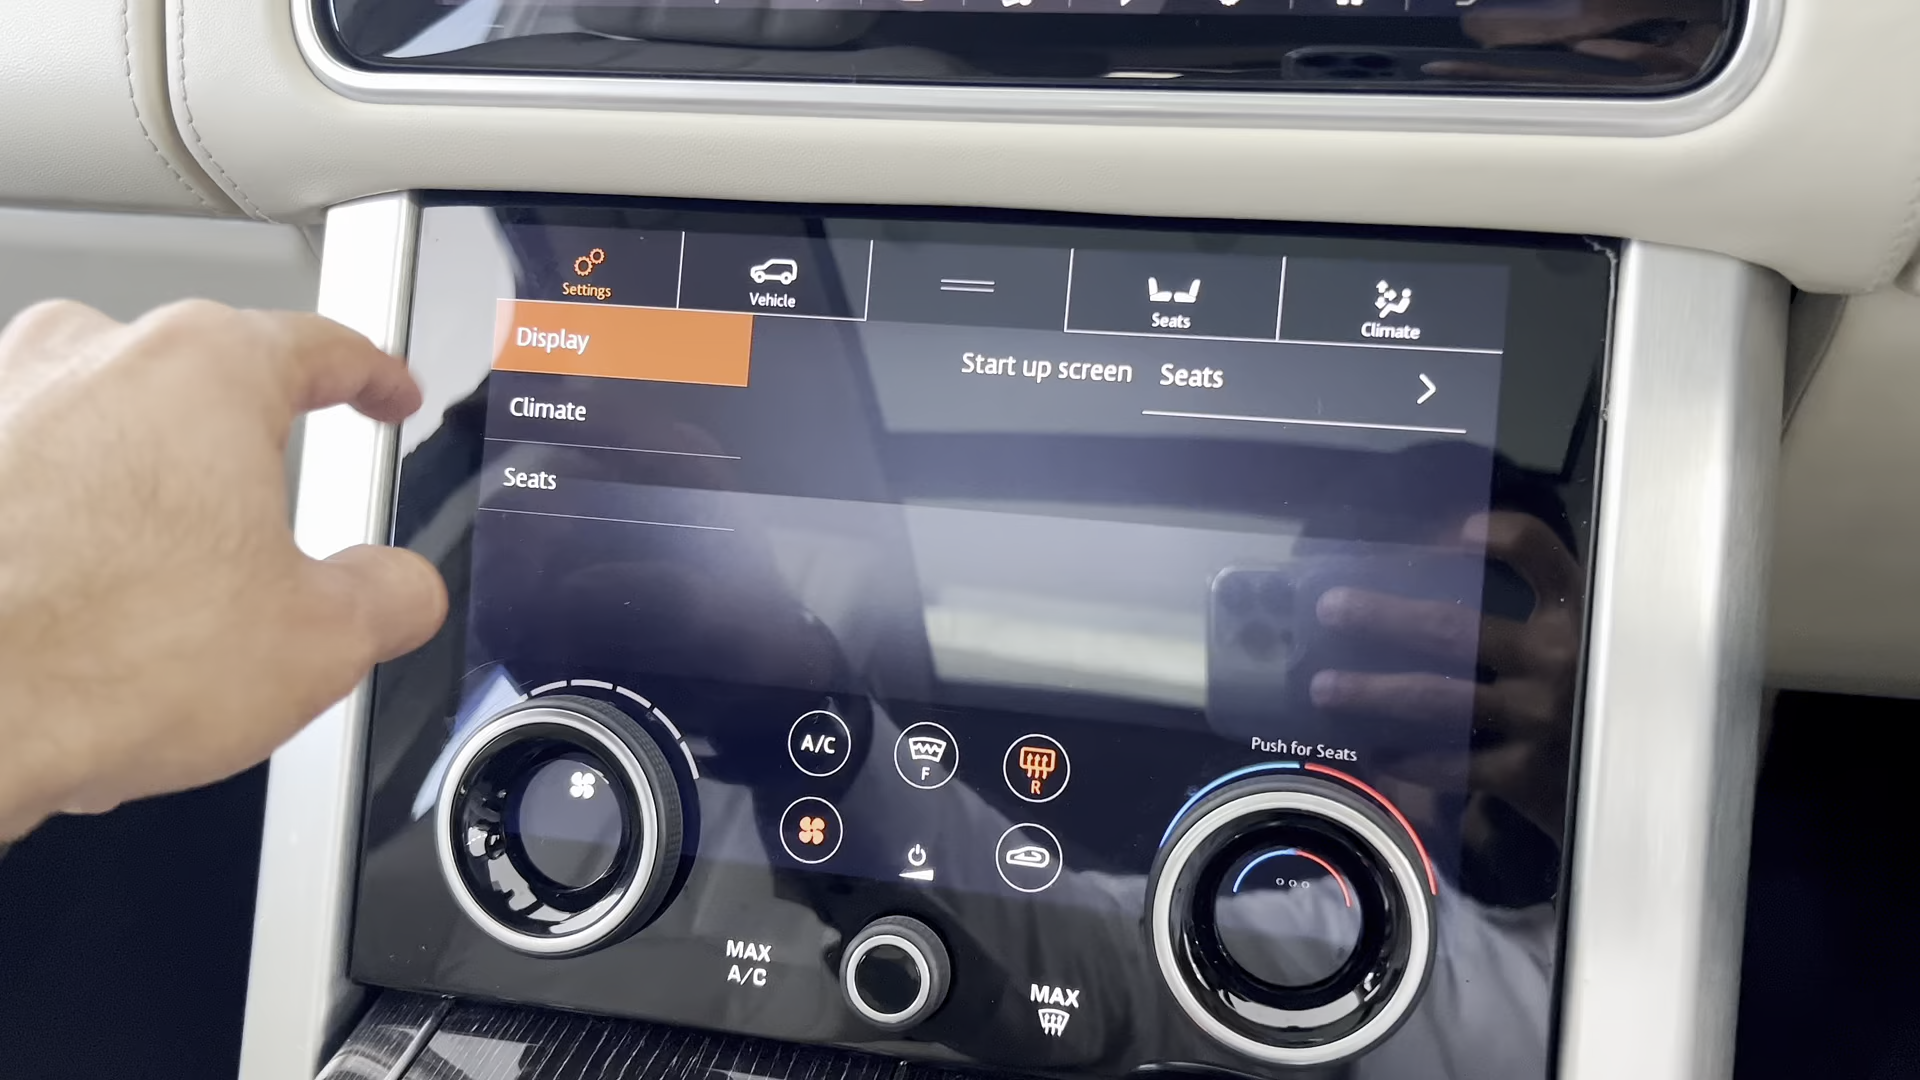 Settings
Vehicle
Seats
Climate
Display
Start up screen
Seats
Climate
Seats
Push for Seats
A/C
F
R
MAX
A/C
MAX